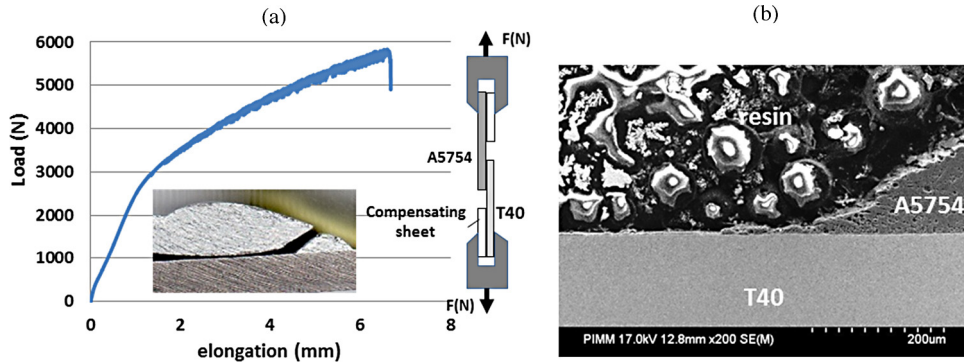 (a)
6000
5000
4000
3000
2000
1000
0
Load (N)
0
2
4
6
8
elongation (mm)
F(N)
A5754
Compensating
sheet
T40
F(N)
(b)
resin
A5754
T40
PIMM 17.0kV 12.8mm x200 SE(M)
200um